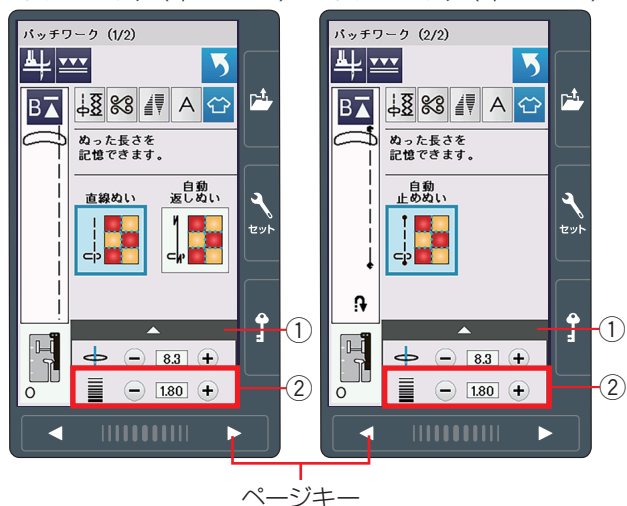 パッチワーク (1/2)
B
A
ぬった長さを
記憶できます。
直線ぬい
自動
返しぬい
8.3
1.80
0
セット
①
②
パッチワーク (2/2)
B
A
ぬった長さを
記憶できます。
自動
止めぬい
8.3
1.80
0
セット
①
②
ページキー